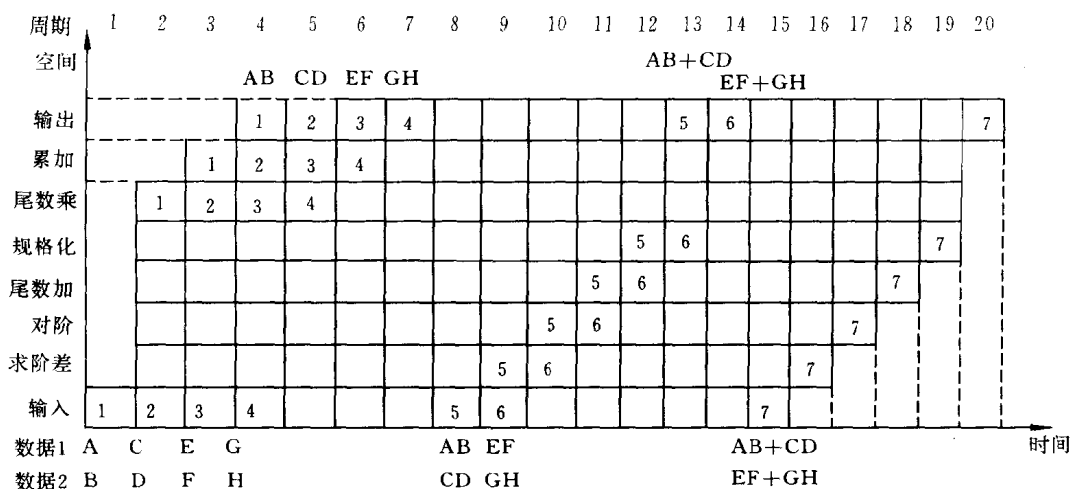 周期 1 2 3 4 5 6 7 8 9 10 11 12 13 14 15 16 17 18 19 20
空间
AB+CD
AB CD EF GH
EF+GH
输出 1 2 3 4 5 6 7
累加 1 2 3 4
尾数乘 1 2 3 4
规格化 5 6 7
尾数加 5 6 7
对阶 5 6 7
求阶差 5 6 7
输入 1 2 3 4 5 6 7
时间
数据1 A C E G AB EF AB+CD
数据2 B D F H CD GH EF+GH